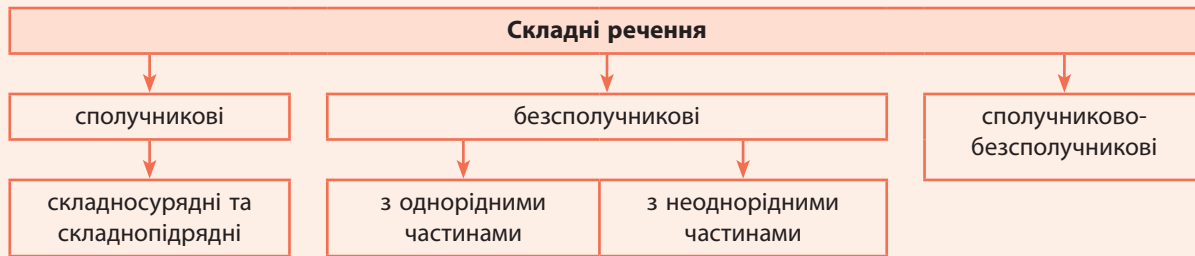 Складні речення
сполучникові
безсполучникові
сполучниково-
безсполучникові
складносурядні та
складнопідрядні
з однорідними
частинами
з неоднорідними
частинами